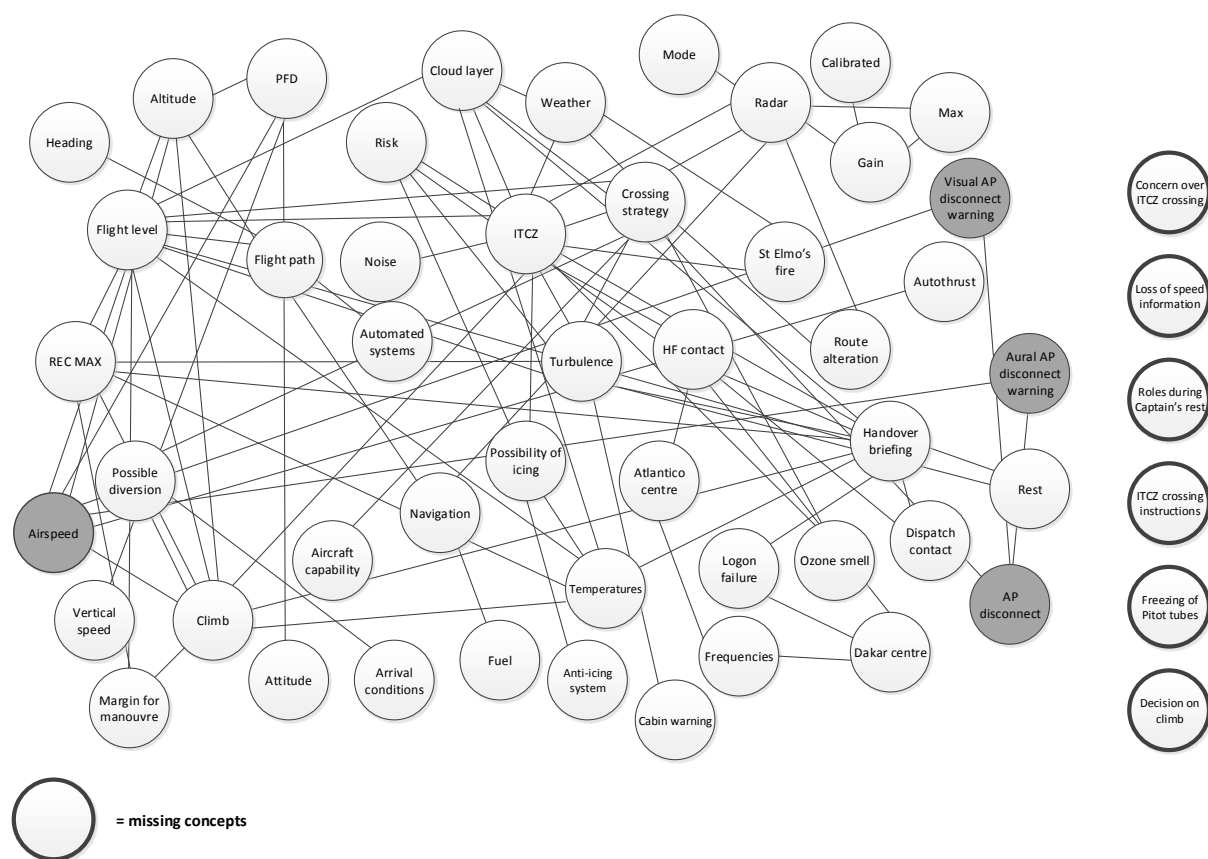 Mode
Calibrated
Cloud layer
PFD
Altitude
Weather
Radar
Max
Heading
Risk
Gain
Visual AP
disconnect
warning
Concern over
ITCZ crossing
Crossing
strategy
Flight level
ITCZ
Flight path
Noise
St Elmo's
fire
Autothrust
Loss of speed
information
Automated
systems
REC MAX
Turbulence
HF contact
Route
alteration
Aural AP
disconnect
warning
Roles during
Captain's rest
Handover
briefing
Possible
diversion
Possibility of
icing
Atlantico
centre
Rest
ITCZ crossing
instructions
Airspeed
Navigation
Dispatch
contact
Aircraft
capability
Logon
failure
Ozone smell
Temperatures
AP
disconnect
Freezing of
Pitot tubes
Vertical
speed
Climb
Frequencies
Dakar centre
Fuel
Attitude
Arrival
conditions
Anti-icing
system
Margin for
manouvre
Cabin warning
Decision on
climb
= missing concepts